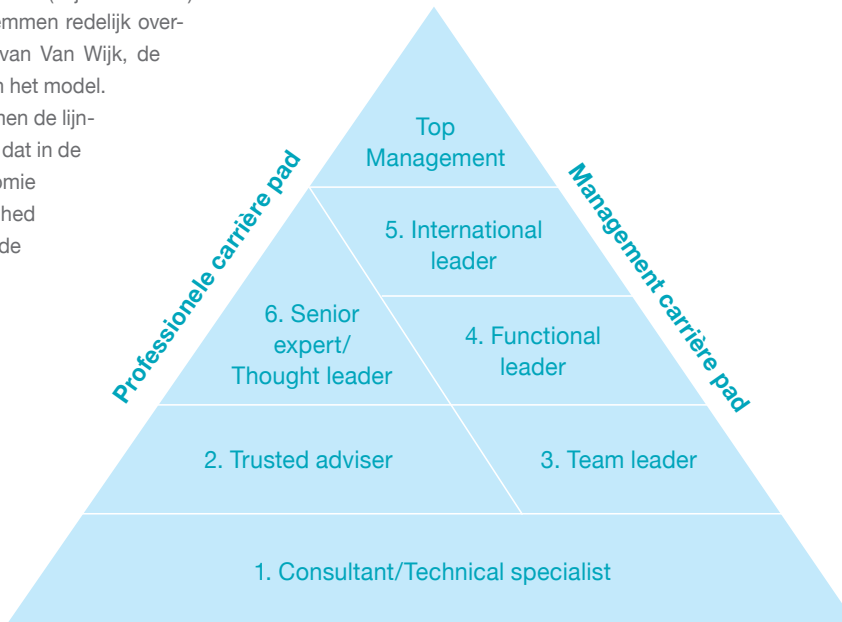 emmen redelijk over-
van Van Wijk, de
het model.
men de lijn-
dat in de
omie
hed
de
Professionele carrière pad
Management carrière pad
Top
Management
5. International
leader
6. Senior
expert/
Thought leader
4. Functional
leader
2. Trusted adviser
3. Team leader
1. Consultant/Technical specialist